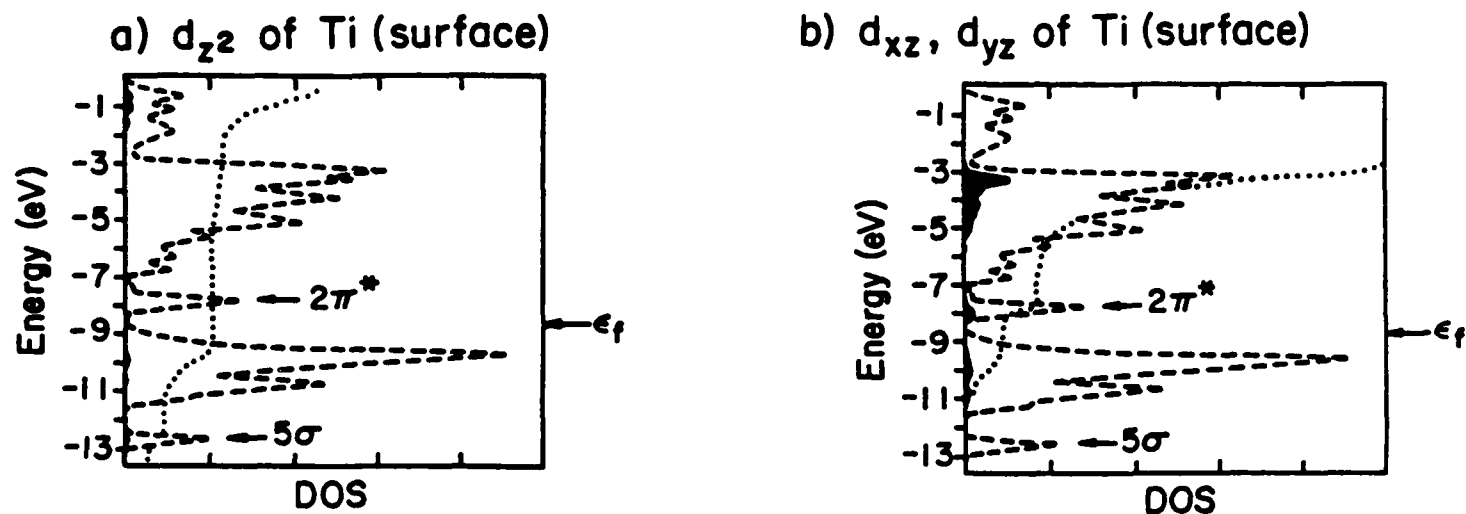 a) d_z2 of Ti (surface)
-1
-3
-5
-7
-9
-11
-13
Energy (eV)
2π*
5σ
ϵ_f
DOS
b) d_xz, d_yz of Ti (surface)
-1
-3
-5
-7
-9
-11
-13
Energy (eV)
2π*
5σ
ϵ_f
DOS